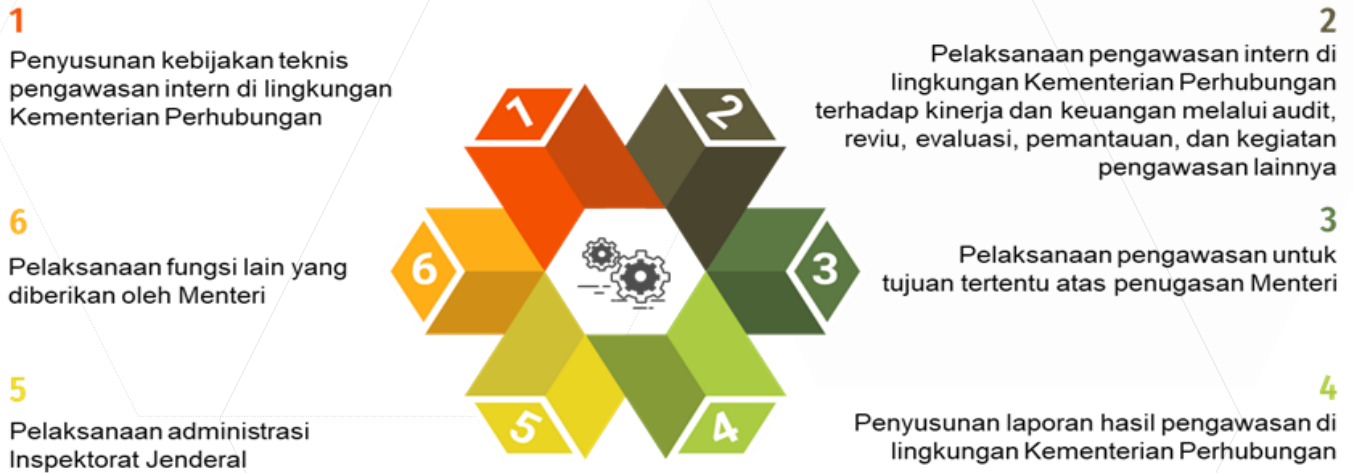 1
Penyusunan kebijakan teknis
pengawasan intern di lingkungan
Kementerian Perhubungan
2
Pelaksanaan pengawasan intern di
lingkungan Kementerian Perhubungan
terhadap kinerja dan keuangan melalui audit,
reviu, evaluasi, pemantauan, dan kegiatan
pengawasan lainnya
3
Pelaksanaan pengawasan untuk
tujuan tertentu atas penugasan Menteri
4
Penyusunan laporan hasil pengawasan di
lingkungan Kementerian Perhubungan
5
Pelaksanaan administrasi
Inspektorat Jenderal
6
Pelaksanaan fungsi lain yang
diberikan oleh Menteri
1
2
3
4
5
6